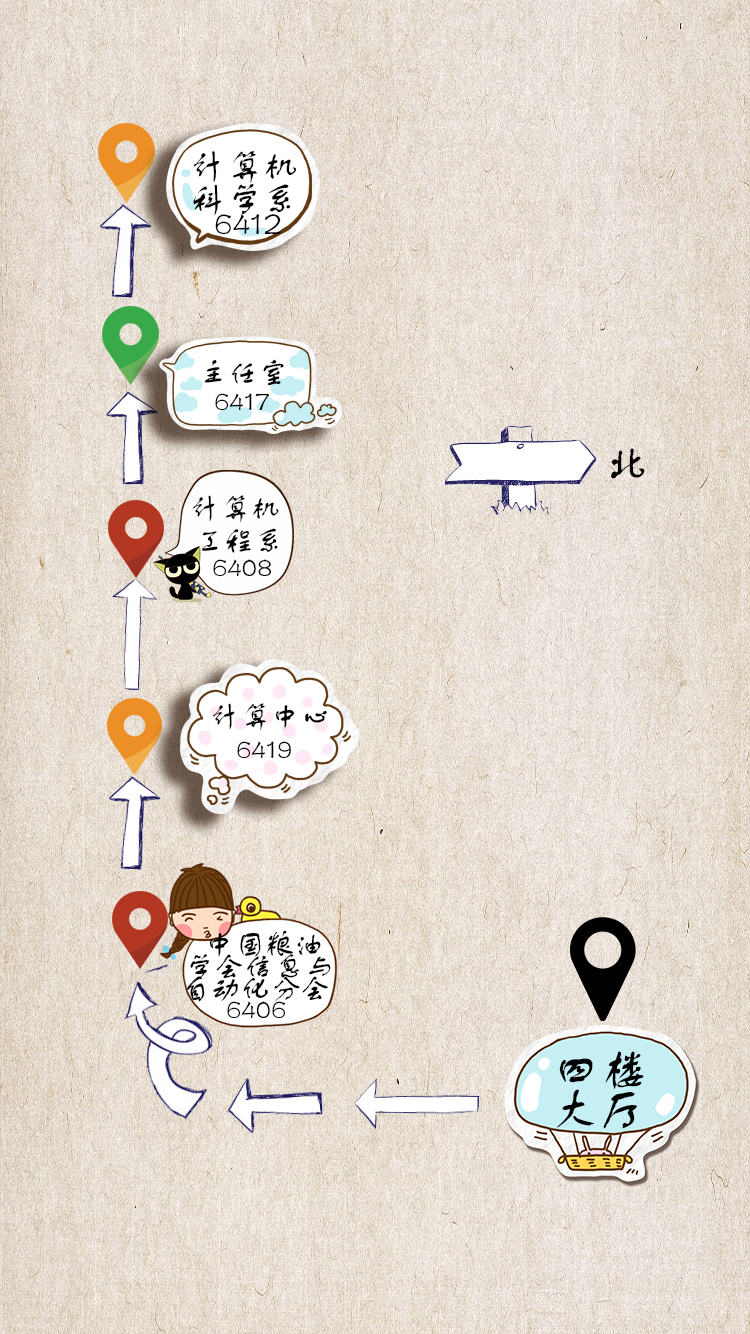 计算机
科学系
6412
主任室
6417
计算机
工程系
6408
北
计算中心
6419
中国粮油
学会信息与
自动化分会
6406
四楼
大厅